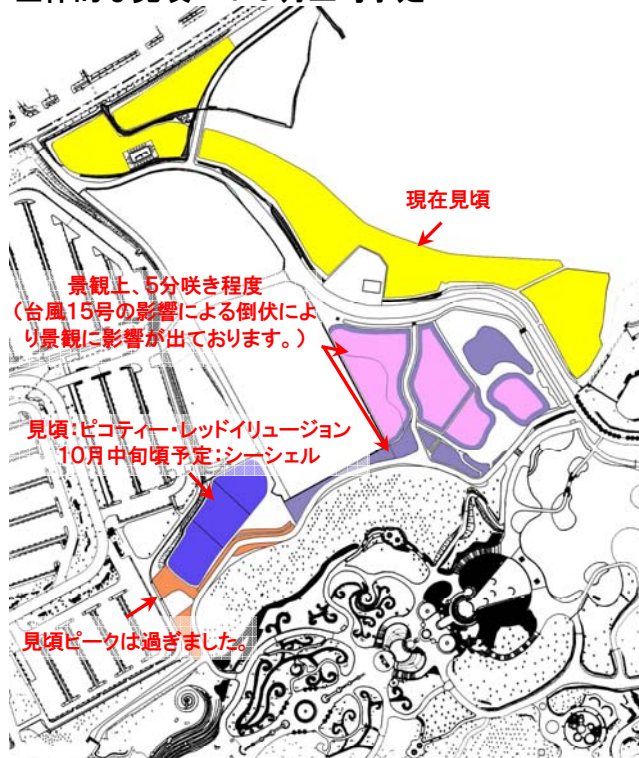 現在見頃
景観上、5分咲き程度
(台風15号の影響による倒伏によ
り景観に影響が出ております。)
見頃:ピコティー・レッドイリュージョン
10月中旬頃予定:シーシェル
見頃ピークは過ぎました。